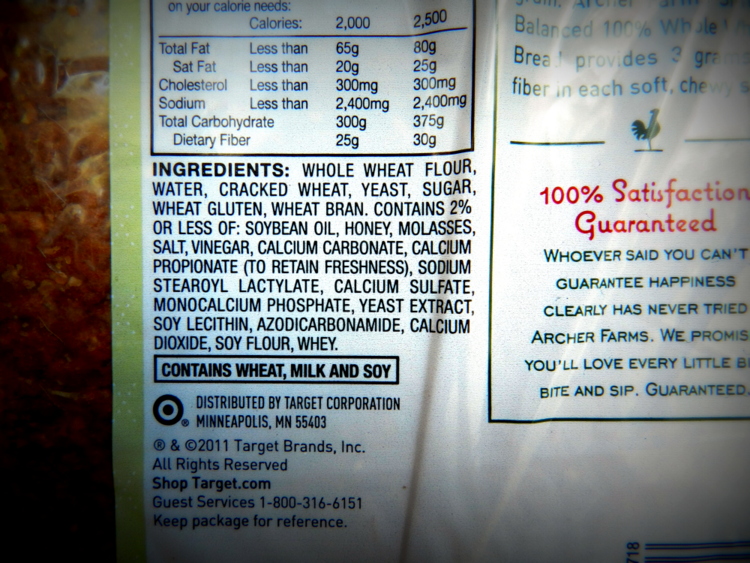 on your calorie needs:
Calories: 2,000 2,500
Total Fat Less than 65g 80g
Sat Fat Less than 20g 25g
Cholesterol Less than 300mg 300mg
Sodium Less than 2,400mg 2,400mg
Total Carbohydrate 300g 375g
Dietary Fiber 25g 30g
INGREDIENTS: WHOLE WHEAT FLOUR,
WATER, CRACKED WHEAT, YEAST, SUGAR,
WHEAT GLUTEN, WHEAT BRAN. CONTAINS 2%
OR LESS OF: SOYBEAN OIL, HONEY, MOLASSES,
SALT, VINEGAR, CALCIUM CARBONATE, CALCIUM
PROPIONATE (TO RETAIN FRESHNESS), SODIUM
STEAROYL LACTYLATE, CALCIUM SULFATE,
MONOCALCIUM PHOSPHATE, YEAST EXTRACT,
SOY LECITHIN, AZODICARBONAMIDE, CALCIUM
DIOXIDE, SOY FLOUR, WHEY.
CONTAINS WHEAT, MILK AND SOY
® DISTRIBUTED BY TARGET CORPORATION
MINNEAPOLIS, MN 55403
® & ©2011 Target Brands, Inc.
All Rights Reserved
Shop Target.com
Guest Services 1-800-316-6151
Keep package for reference.
Balanced 100% Whole
Brea provides 3 gram
fiber in each soft, chewy s
100% Satisfaction
Guaranteed
WHOEVER SAID YOU CAN'T
GUARANTEE HAPPINESS
CLEARLY HAS NEVER TRIED
ARCHER FARMS. WE PROMIS
YOU'LL LOVE EVERY LITTLE BI
BITE AND SIP. GUARANTEED.
718